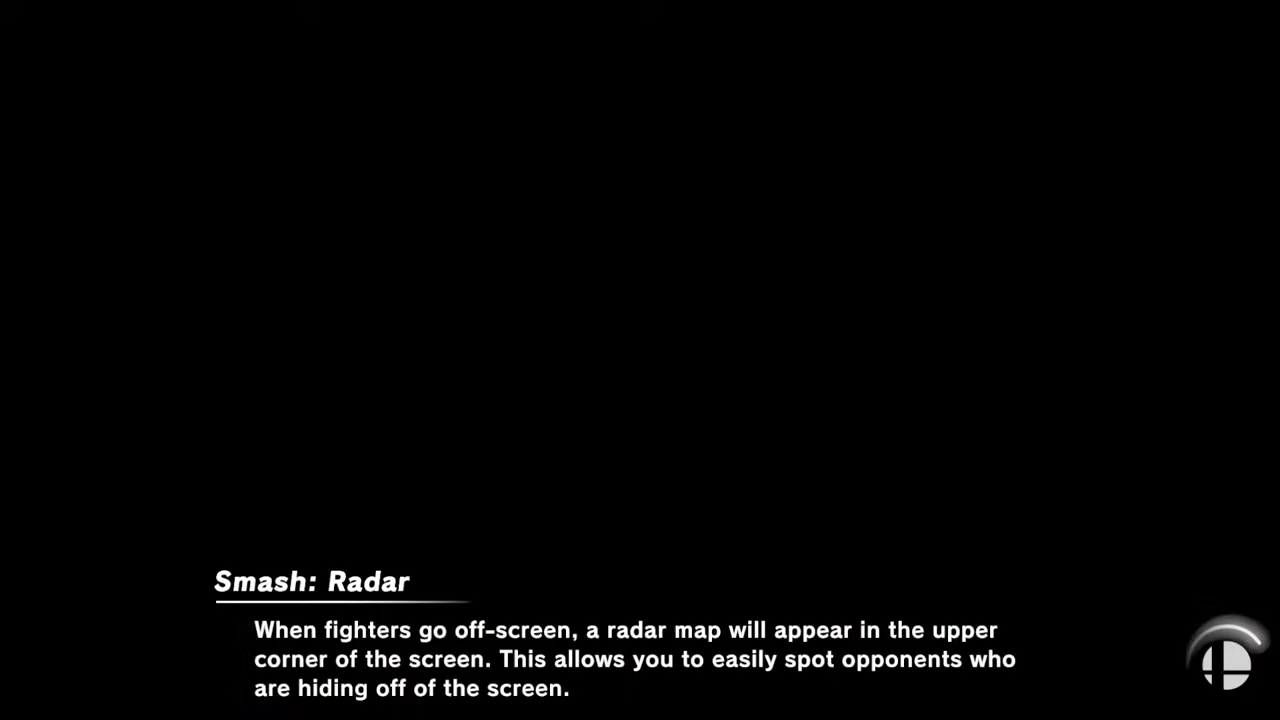 Smash: Radar
When fighters go off-screen, a radar map will appear in the upper
corner of the screen. This allows you to easily spot opponents who
are hiding off of the screen.